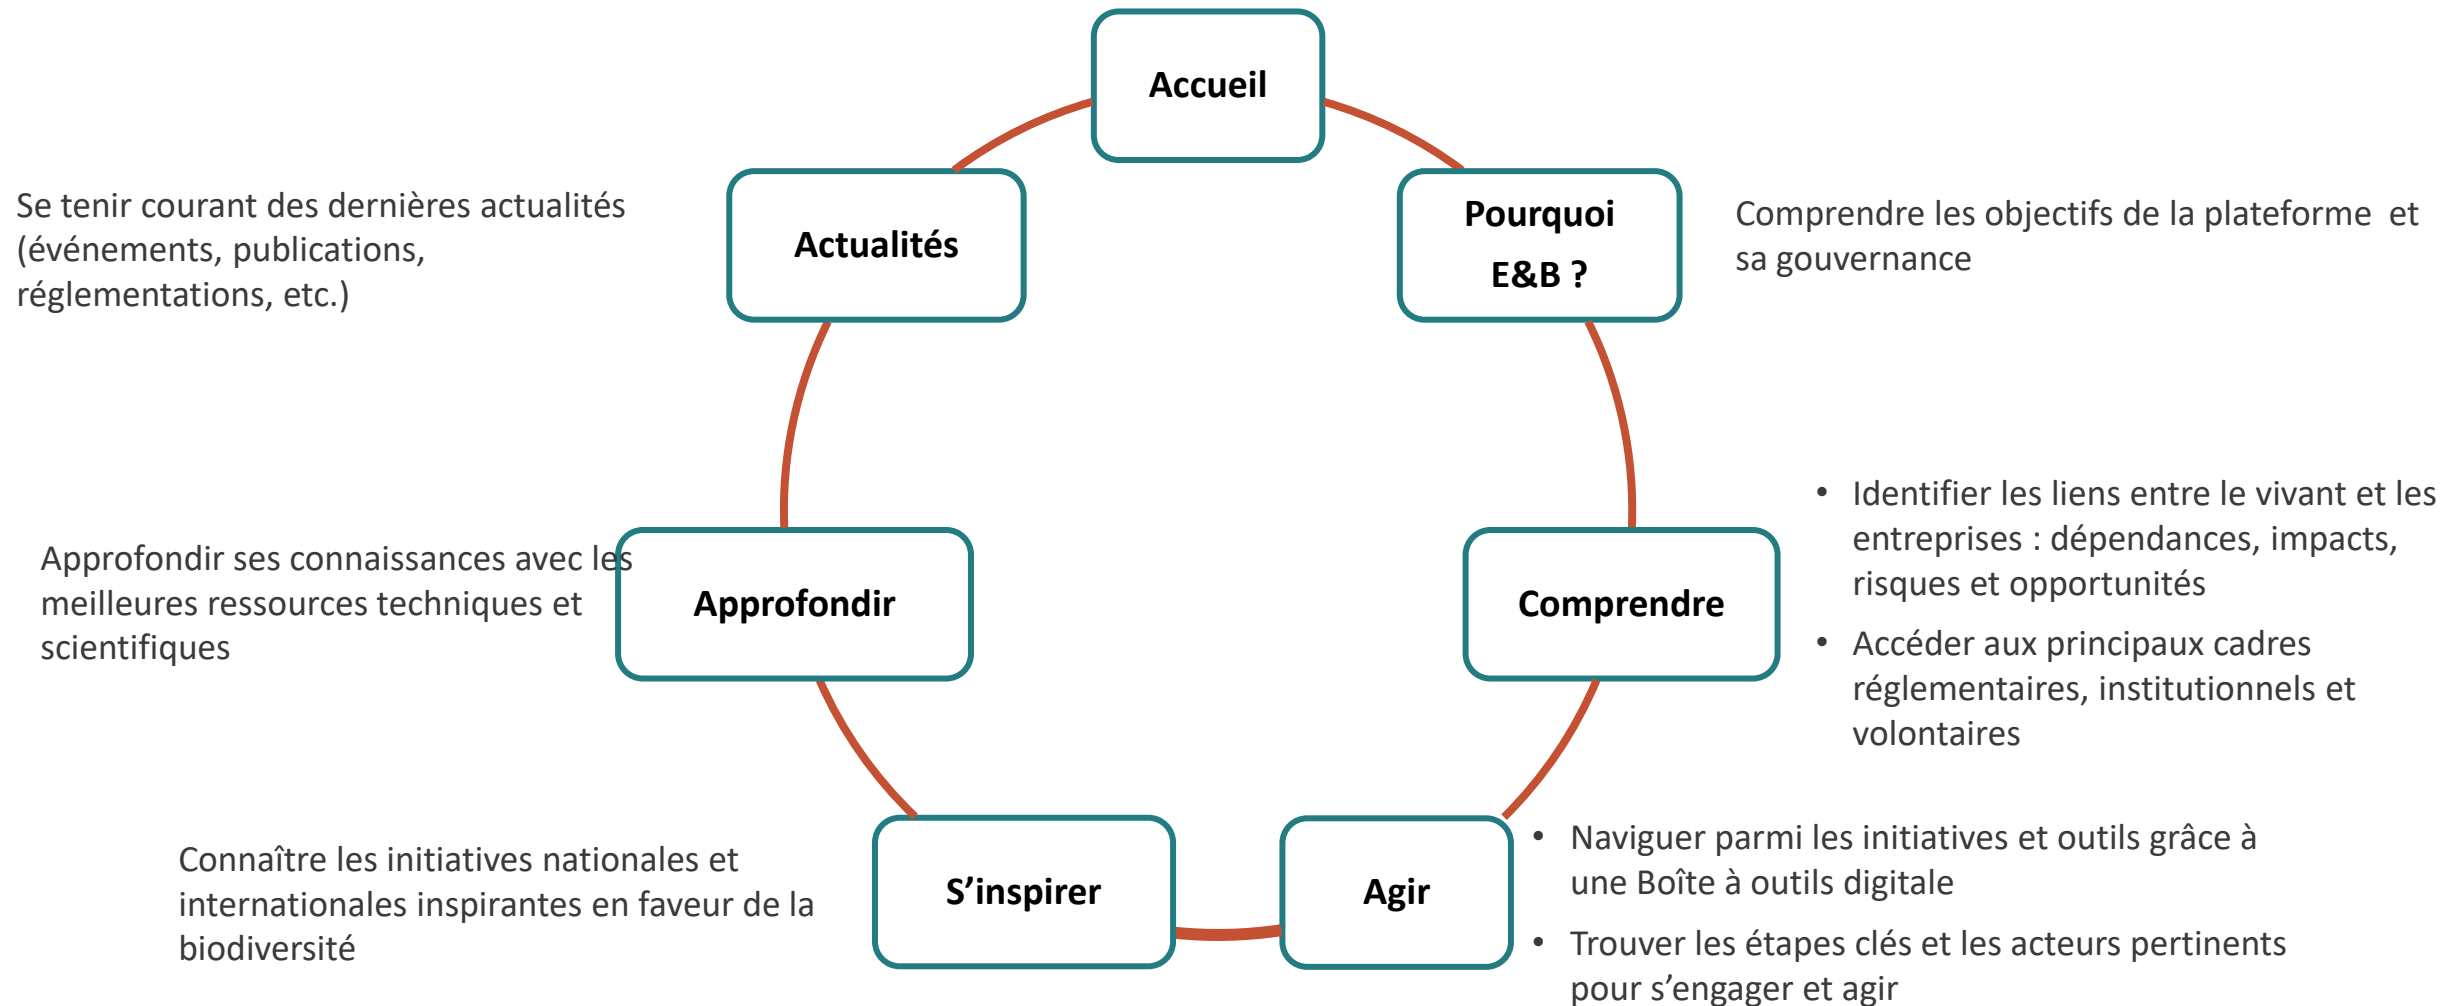 Accueil
Pourquoi
E&B ?
Comprendre les objectifs de la plateforme  et
sa gouvernance
Comprendre
• Identifier les liens entre le vivant et les
entreprises : dépendances, impacts,
risques et opportunités
• Accéder aux principaux cadres
réglementaires, institutionnels et
volontaires
Agir
• Naviguer parmi les initiatives et outils grâce à
une Boîte à outils digitale
• Trouver les étapes clés et les acteurs pertinents
pour s’engager et agir
S’inspirer
Connaître les initiatives nationales et
internationales inspirantes en faveur de la
biodiversité
Approfondir
Approfondir ses connaissances avec les
meilleures ressources techniques et
scientifiques
Actualités
Se tenir courant des dernières actualités
(événements, publications,
réglementations, etc.)